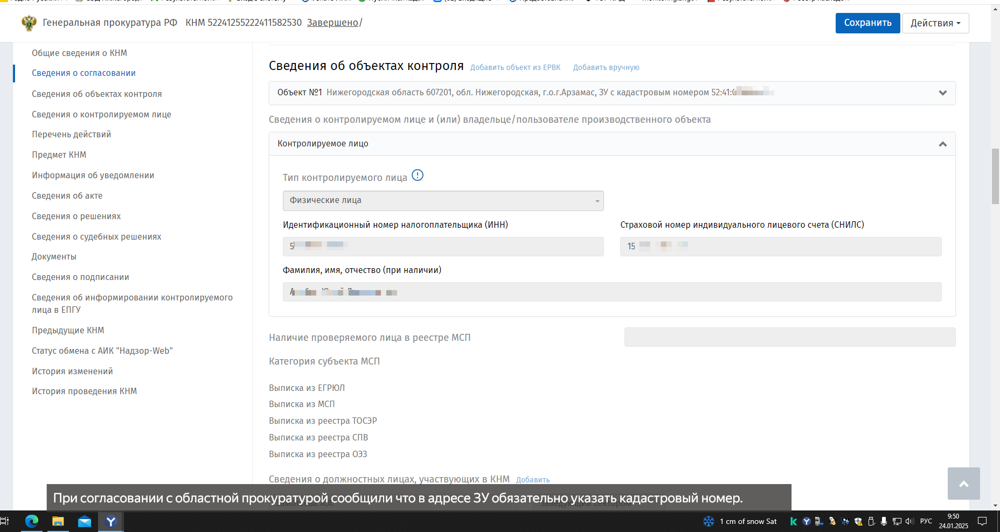 Генеральная прокуратура РФ КНМ 52241255222411582530 Завершено/
Сохранить
Действия
Общие сведения о КНМ
Сведения о согласовании
Сведения об объектах контроля
Сведения о контролируемом лице
Перечень действий
Предмет КНМ
Информация об уведомлении
Сведения об акте
Сведения о решениях
Сведения о судебных решениях
Документы
Сведения о подписании
Сведения об информировании контролируемого
лица в ЕПГУ
Предыдущие КНМ
Статус обмена с АИК "Надзор-Web"
История изменений
История проведения КНМ
Сведения об объектах контроля Добавить объект из ЕРВК Добавить вручную
Объект №1 Нижегородская область 607201, обл. Нижегородская, г.о.г.Арзамас, ЗУ с кадастровым номером 52:41:
Сведения о контролируемом лице и (или) владельце/пользователе производственного объекта
Контролируемое лицо
Тип контролируемого лица
Физические лица
Идентификационный номер налогоплательщика (ИНН)
Страховой номер индивидуального лицевого счета (СНИЛС)
5
15
Фамилия, имя, отчество (при наличии)
Наличие проверяемого лица в реестре МСП
Категория субъекта МСП
Выписка из ЕГРЮЛ
Выписка из МСП
Выписка из реестра ТОСЭР
Выписка из реестра СПВ
Выписка из реестра ОЭЗ
Сведения о должностных лицах, участвующих в КНМ Добавить
Заведующий сектором
При согласовании с областной прокуратурой сообщили что в адресе ЗУ обязательно указать кадастровый номер.
1 cm of snow Sat
РУС
9:50
24.01.2025